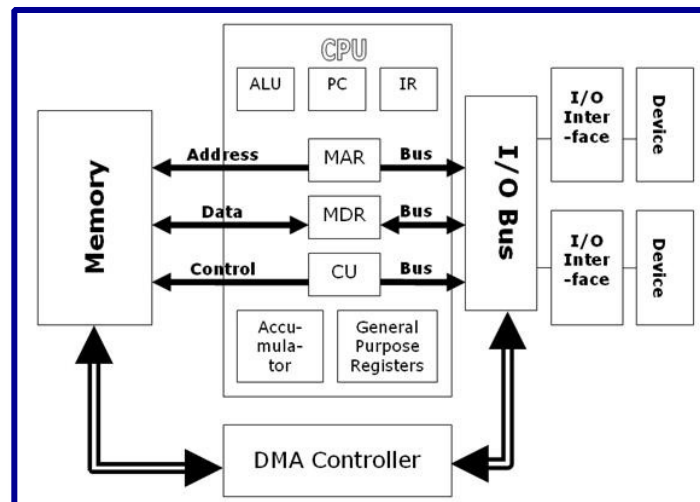 CPU
ALU
PC
IR
Memory
Address
MAR
Bus
Data
MDR
Bus
Control
CU
Bus
Accu-
mula-
tor
General
Purpose
Registers
I/O Bus
I/O
Inter
-face
Device
I/O
Inter
-face
Device
DMA Controller